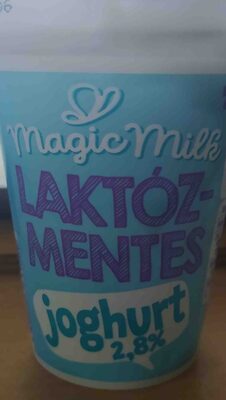 Magic Milk
LAKTÓZ-
MENTES
joghurt
2,8%